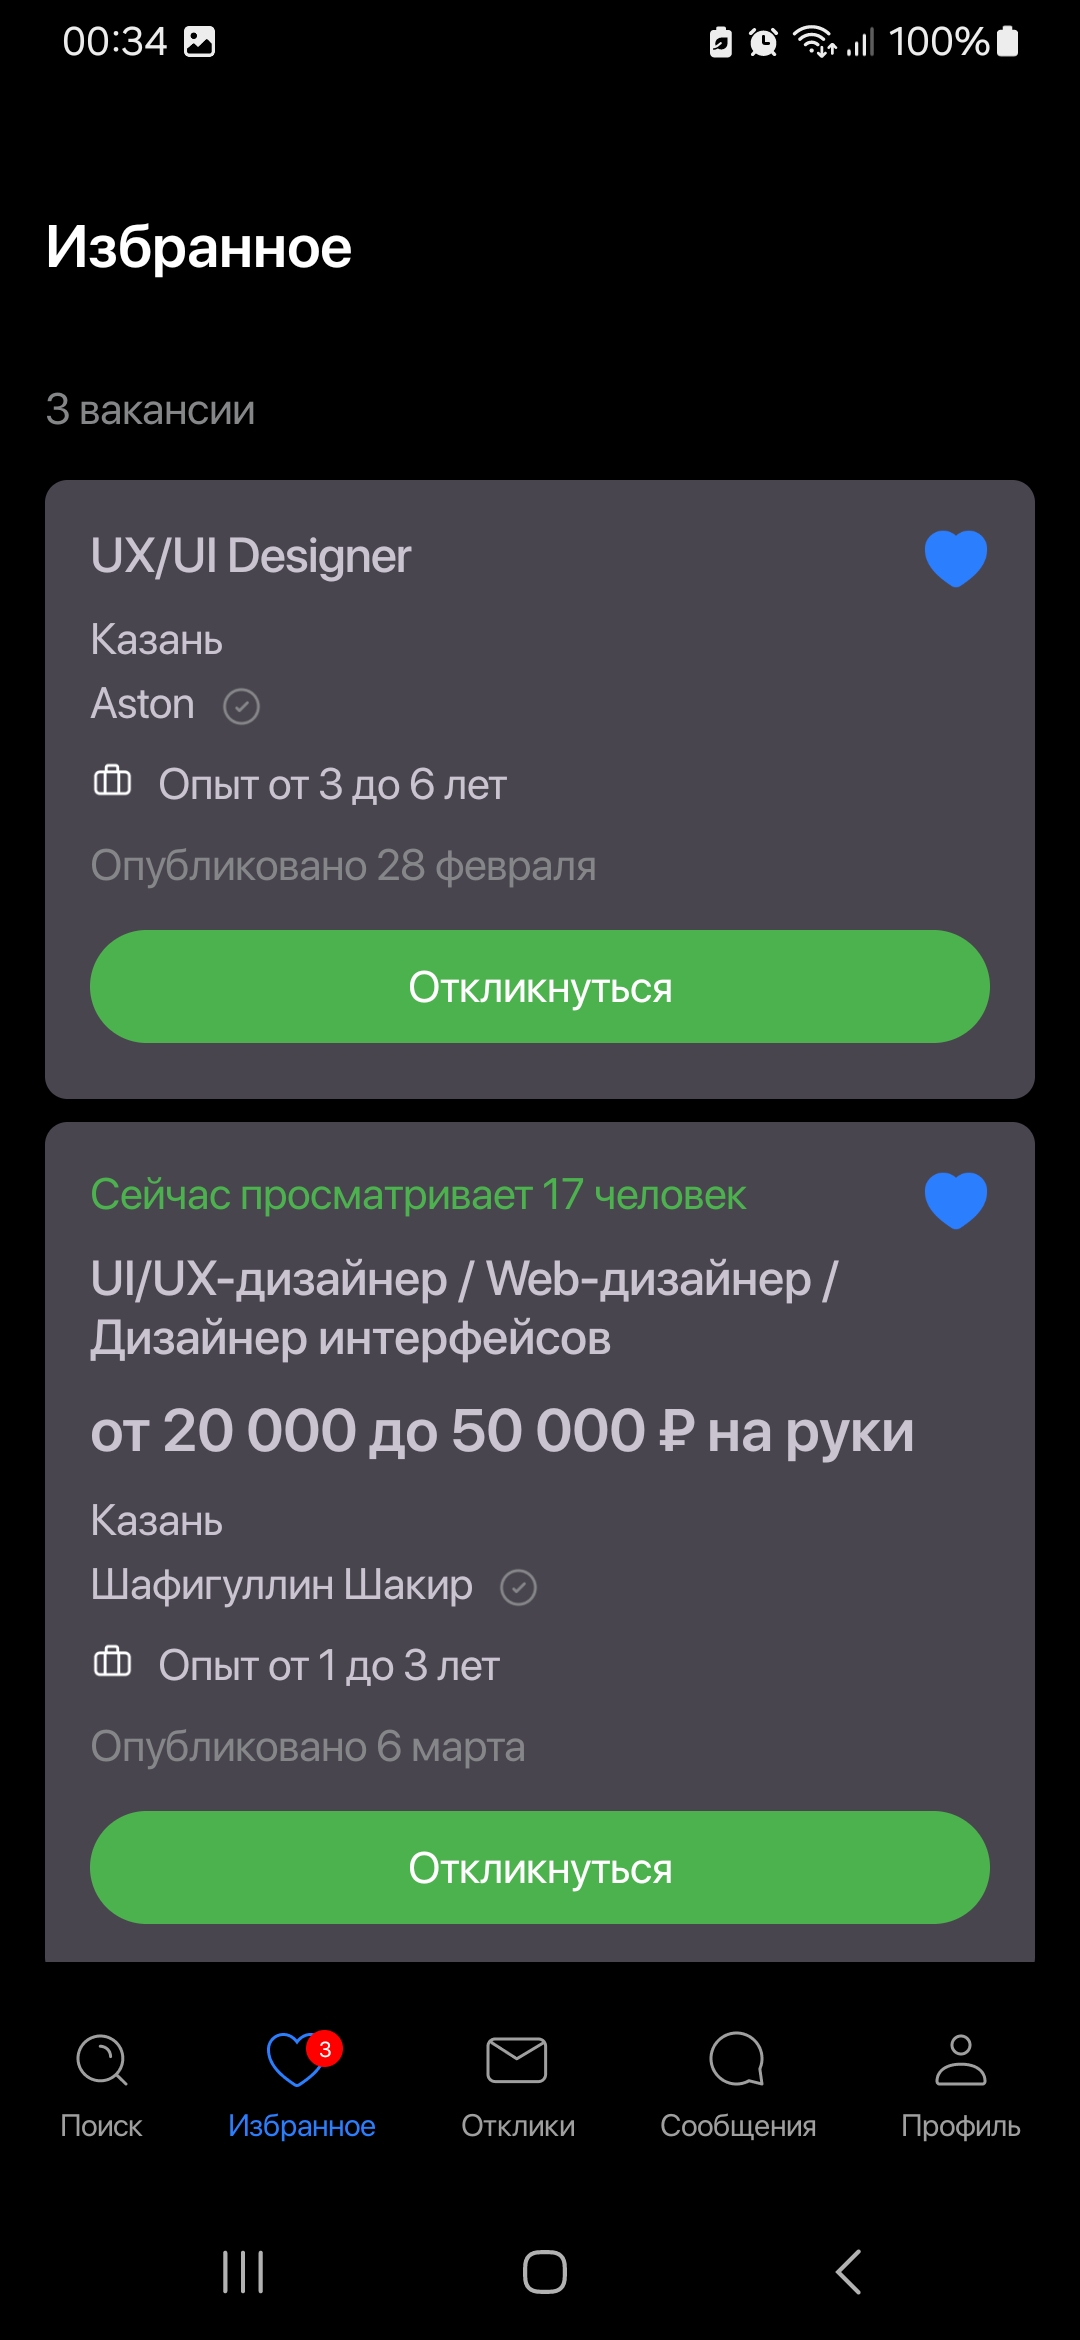 00:34
100%
Избранное
3 вакансии
UX/UI Designer
Казань
Aston
Опыт от 3 до 6 лет
Опубликовано 28 февраля
Откликнуться
Сейчас просматривает 17 человек
UI/UX-дизайнер / Web-дизайнер /
Дизайнер интерфейсов
от 20 000 до 50 000 ₽ на руки
Казань
Шафигуллин Шакир
Опыт от 1 до 3 лет
Опубликовано 6 марта
Откликнуться
3
Поиск
Избранное
Отклики
Сообщения
Профиль